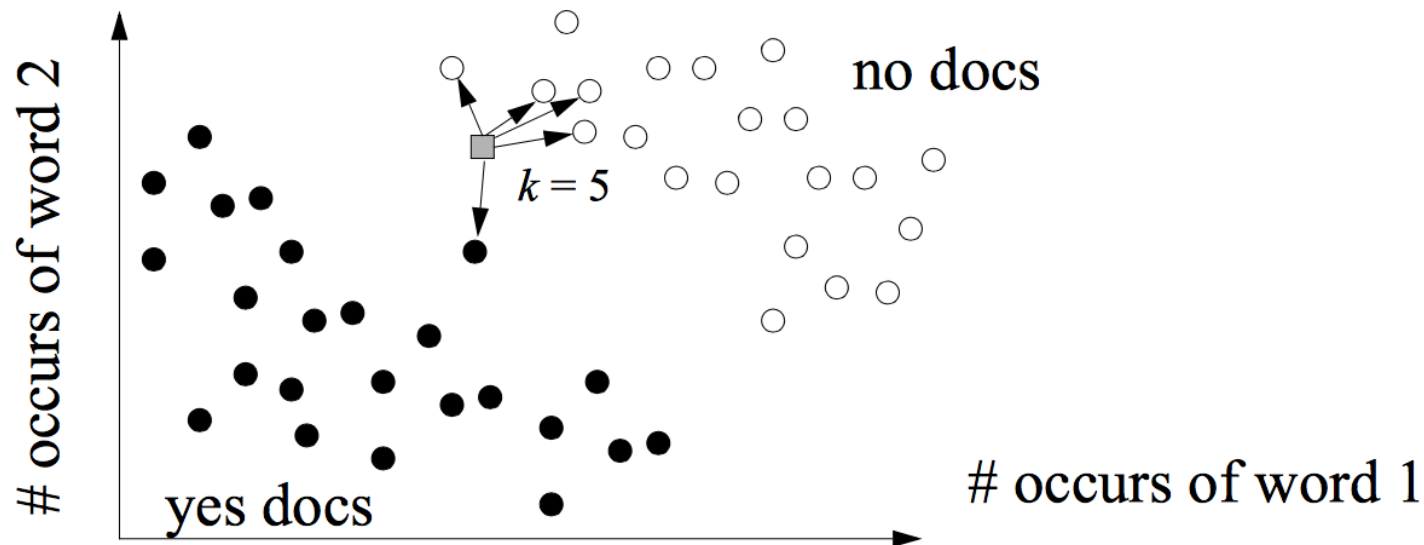 # occurs of word 2
no docs
k = 5
# occurs of word 1
yes docs